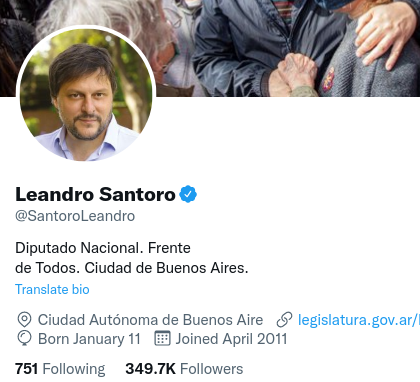 Leandro Santoro
@SantoroLeandro
Diputado Nacional. Frente
de Todos. Ciudad de Buenos Aires.
Translate bio
Ciudad Autónoma de Buenos Aire legislatura.gov.ar/
Born January 11 Joined April 2011
751 Following 349.7K Followers